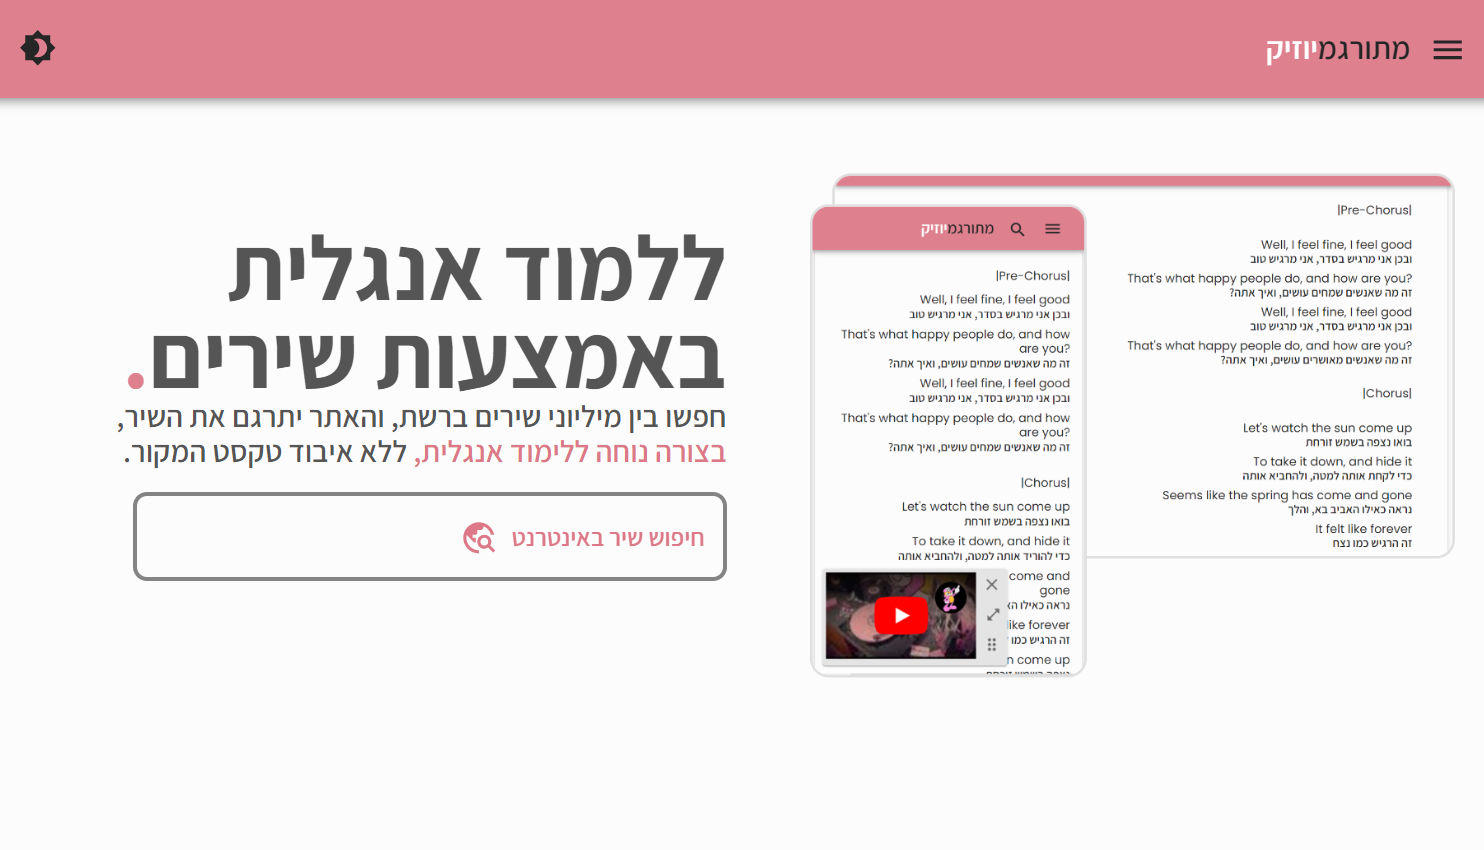 מתורגמיוזיק
ללמוד אנגלית
באמצעות שירים.
חפשו בין מיליוני שירים ברשת, והאתר יתרגם את השיר,
בצורה נוחה ללימוד אנגלית, ללא איבוד טקסט המקור.
חיפוש שיר באינטרנט
|Pre-Chorus|
Well, I feel fine, I feel good
ובכן אני מרגיש בסדר, אני מרגיש טוב
That's what happy people do, and how are you?
זה מה שאנשים שמחים עושים, ואיך אתה?
Well, I feel fine, I feel good
ובכן אני מרגיש בסדר, אני מרגיש טוב
That's what happy people do, and how are you?
זה מה שאנשים מאושרים עושים, ואיך אתה?
|Chorus|
Let's watch the sun come up
בואו נצפה בשמש זורחת
To take it down, and hide it
כדי לקחת אותה למטה, ולהחביא אותה
Seems like the spring has come and gone
נראה כאילו האביב בא, והלך
It felt like forever
זה הרגיש כמו נצח
מתורגמיוזיק
|Pre-Chorus|
Well, I feel fine, I feel good
ובכן אני מרגיש בסדר, אני מרגיש טוב
That's what happy people do, and how
are you?
זה מה שאנשים שמחים עושים, ואיך אתה?
Well, I feel fine, I feel good
ובכן אני מרגיש בסדר, אני מרגיש טוב
That's what happy people do, and how
are you?
זה מה שאנשים שמחים עושים, ואיך אתה?
|Chorus|
Let's watch the sun come up
בואו נצפה בשמש זורחת
To take it down, and hide it
כדי להוריד אותה למטה, ולהחביא אותה
come and
gone
נראה כאילו
like forever
זה הרגיש כמו
come up